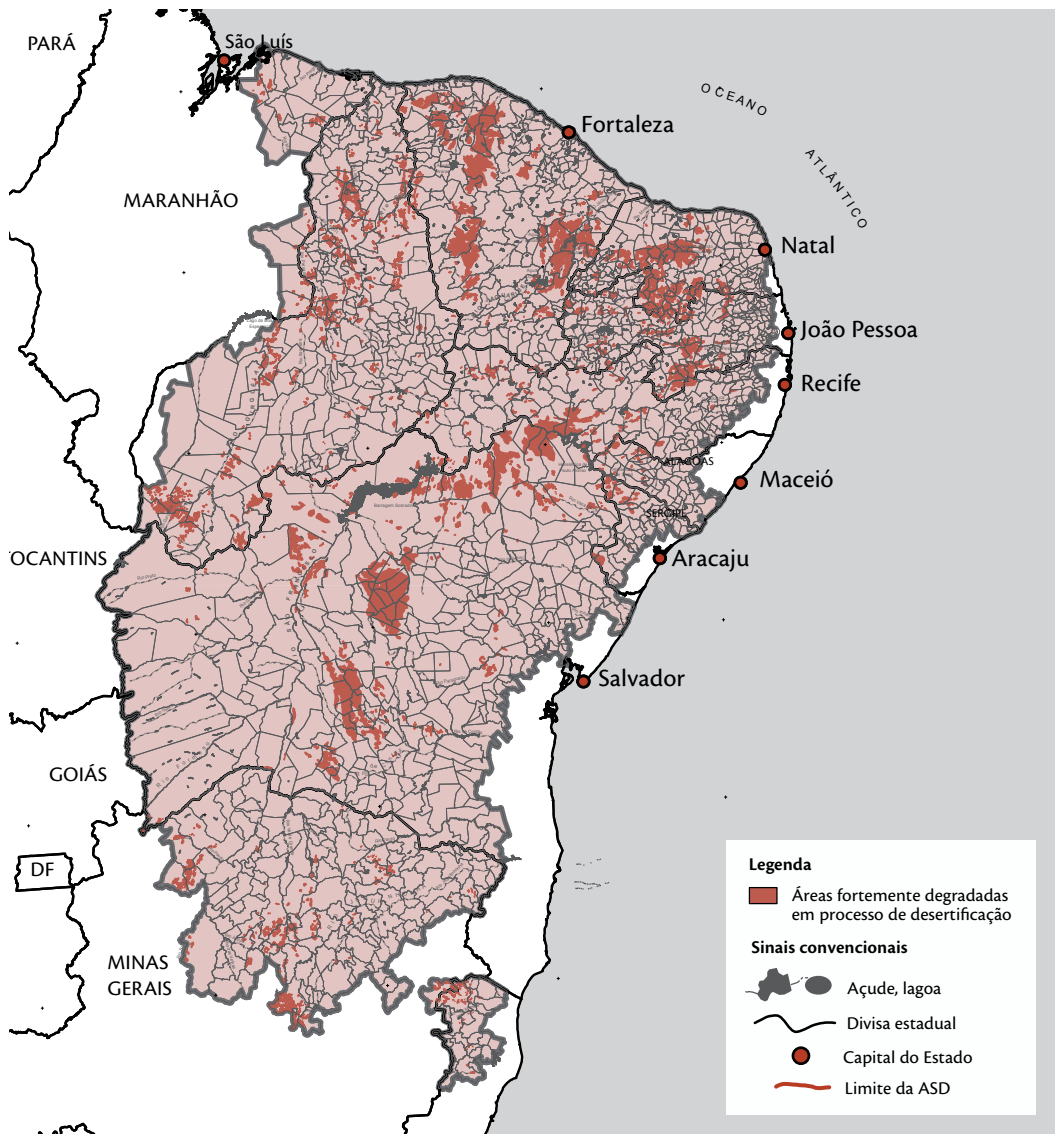 PARÁ
São Luís
OCEANO
ATLÂNTICO
Fortaleza
MARANHÃO
Natal
João Pessoa
Recife
ALAGOAS
Maceió
SERGIPE
OCANTINS
Aracaju
Salvador
GOIÁS
DF
MINAS
GERAIS
Legenda
Áreas fortemente degradadas
em processo de desertificação
Sinais convencionais
Açude, lagoa
Divisa estadual
Capital do Estado
Limite da ASD